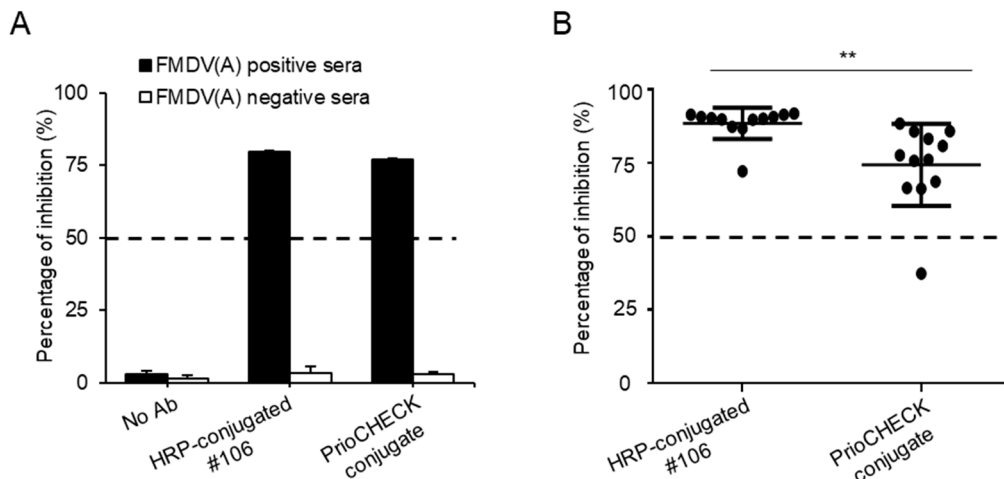 A
FMDV(A) positive sera
FMDV(A) negative sera
Percentage of inhibition (%)
100
75
50
25
0
No Ab
HRP-conjugated
#106
PrioCHECK
conjugate
B
**
Percentage of inhibition (%)
100
75
50
25
0
HRP-conjugated
#106
PrioCHECK
conjugate